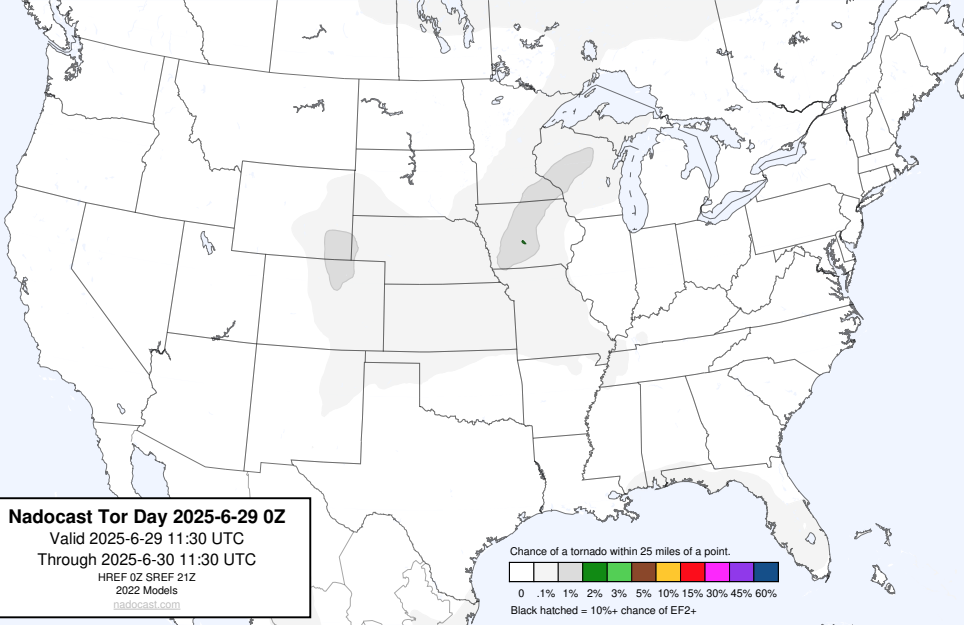 Nadocast Tor Day 2025-6-29 0Z
Valid 2025-6-29 11:30 UTC
Through 2025-6-30 11:30 UTC
HREF 0Z SREF 21Z
2022 Models
nadocast.com
Chance of a tornado within 25 miles of a point.
0 .1% 1% 2% 3% 5% 10% 15% 30% 45% 60%
Black hatched = 10%+ chance of EF2+